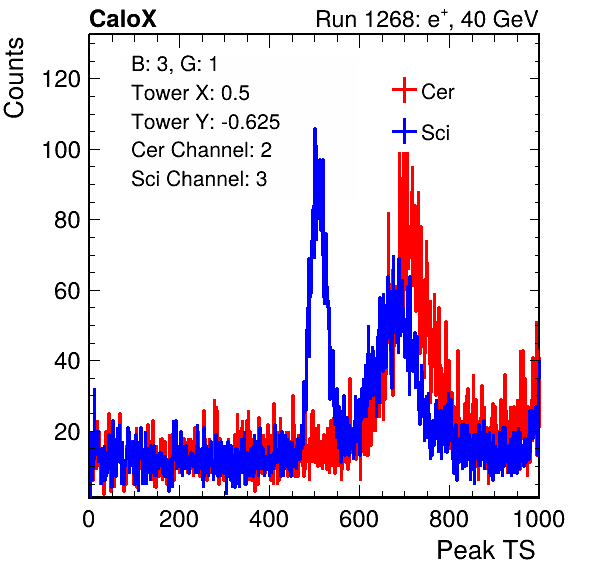 CaloX Run 1268: e+, 40 GeV
Counts
B: 3, G: 1
Tower X: 0.5
Tower Y: -0.625
Cer Channel: 2
Sci Channel: 3
Cer
Sci
120
100
80
60
40
20
0 200 400 600 800 1000
Peak TS